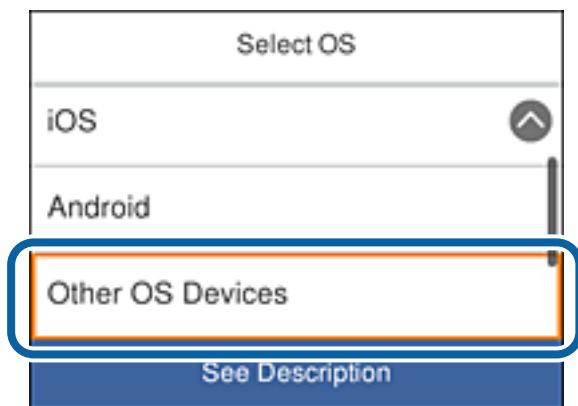 Select OS
iOS
Android
Other OS Devices
See Description